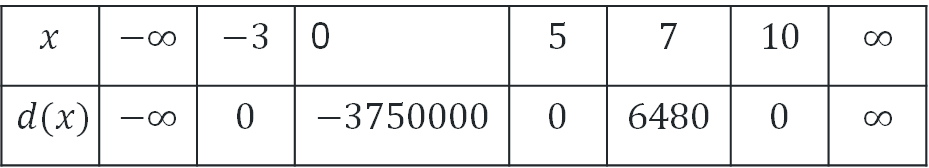 x −∞ −3 0 5 7 10 ∞
d(x) −∞ 0 −3750000 0 6480 0 ∞